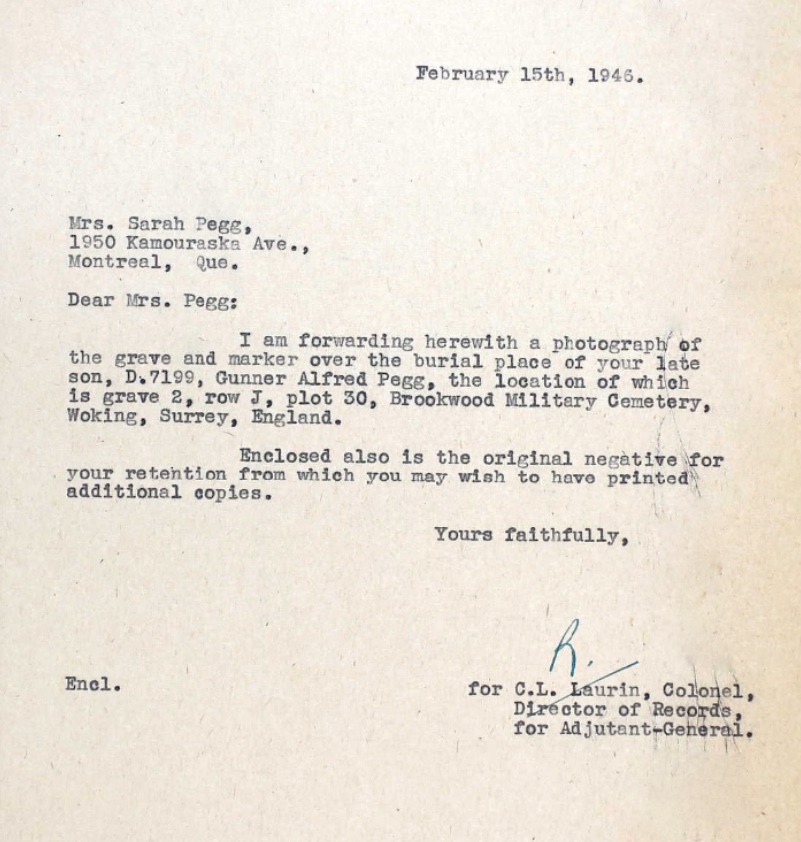 February 15th, 1946.
Mrs. Sarah Pegg,
1950 Kamouraska Ave.,
Montreal, Que.
Dear Mrs. Pegg:
I am forwarding herewith a photograph of
the grave and marker over the burial place of your late
son, D.7199, Gunner Alfred Pegg, the location of which
is grave 2, row J, plot 30, Brookwood Military Cemetery,
Woking, Surrey, England.
Enclosed also is the original negative for
your retention from which you may wish to have printed
additional copies.
Yours faithfully,
R.
Encl.
for C.L. Laurin, Colonel,
Director of Records,
for Adjutant-General.